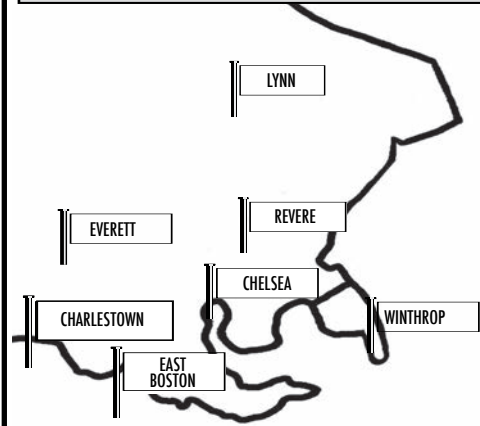 LYNN
REVERE
EVERETT
CHELSEA
CHARLESTOWN
WINTHROP
EAST
BOSTON